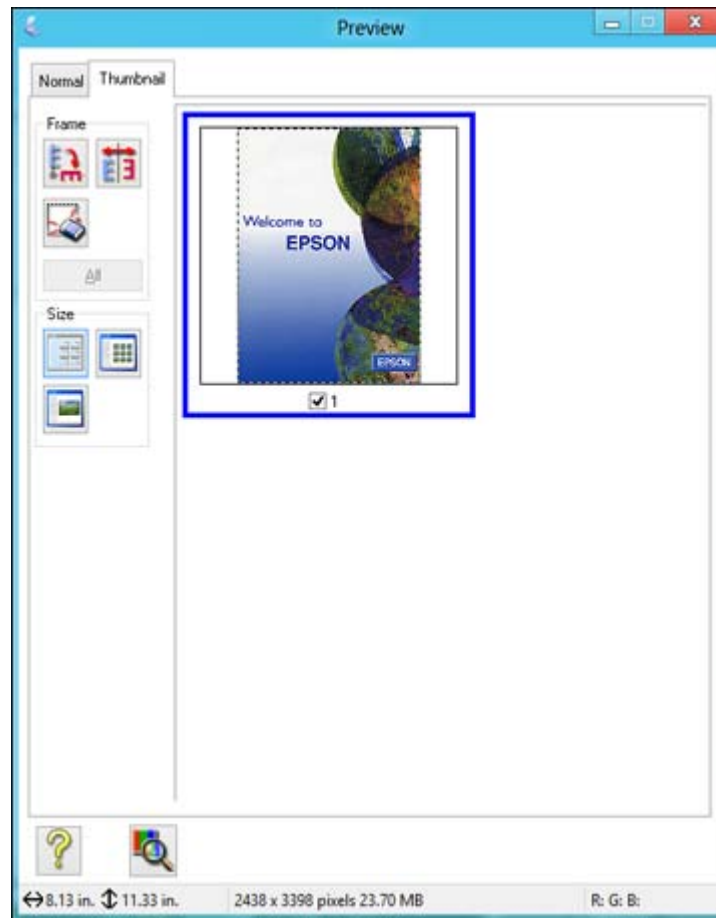 Preview
Normal Thumbnail
Frame
All
Welcome to
EPSON
EPSON
1
Size
8.13 in. 11.33 in. 2438 x 3398 pixels 23.70 MB R: G: B: